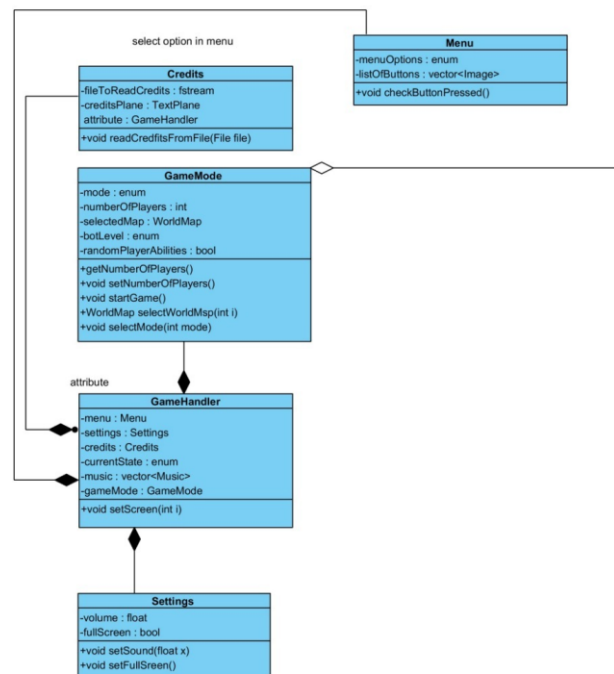 select option in menu
Menu
-menuOptions : enum
-listOfButtons : vector<Image>
+void checkButtonPressed()
Credits
-fileToReadCredits : fstream
-creditsPlane : TextPlane
attribute : GameHandler
+void readCredfitsFromFile(File file)
GameMode
-mode : enum
-numberOfPlayers : int
-selectedMap : WorldMap
-botLevel : enum
-randomPlayerAbilities : bool
+getNumberOfPlayers()
+void setNumberOfPlayers()
+void startGame()
+WorldMap selectWorldMsp(int i)
+void selectMode(int mode)
attribute
GameHandler
-menu : Menu
-settings : Settings
-credits : Credits
-currentState : enum
-music : vector<Music>
-gameMode : GameMode
+void setScreen(int i)
Settings
-volume : float
-fullScreen : bool
+void setSound(float x)
+void setFullSreen()